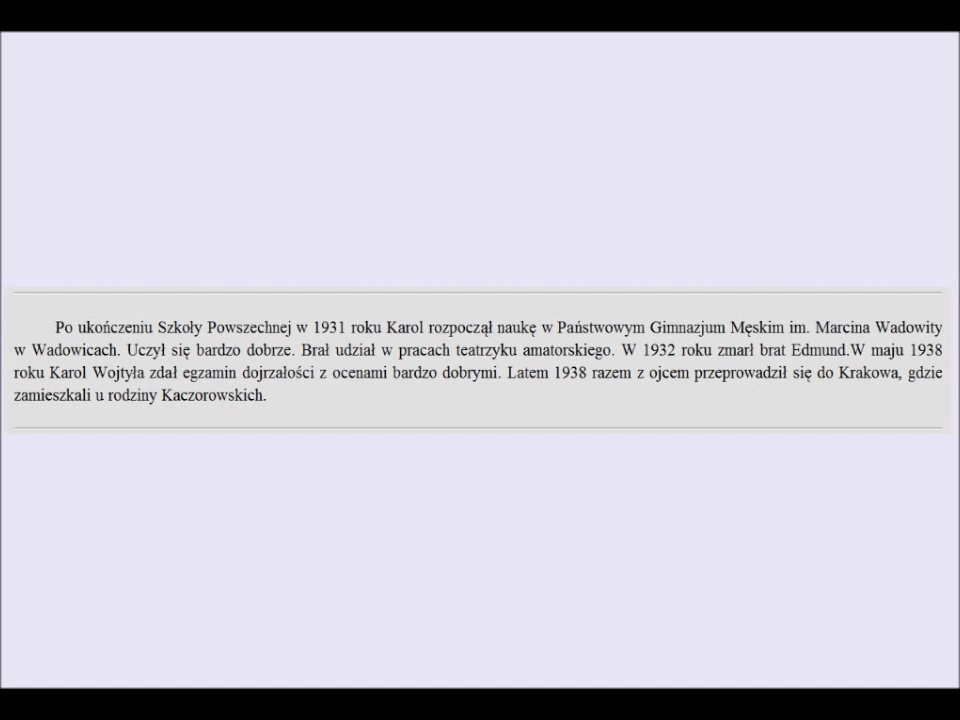 Po ukończeniu Szkoły Powszechnej w 1931 roku Karol rozpoczął naukę w Państwowym Gimnazjum Męskim im. Marcina Wadowity
w Wadowicach. Uczył się bardzo dobrze. Brał udział w pracach teatrzyku amatorskiego. W 1932 roku zmarł brat Edmund.W maju 1938
roku Karol Wojtyła zdał egzamin dojrzałości z ocenami bardzo dobrymi. Latem 1938 razem z ojcem przeprowadził się do Krakowa, gdzie
zamieszkali u rodziny Kaczorowskich.